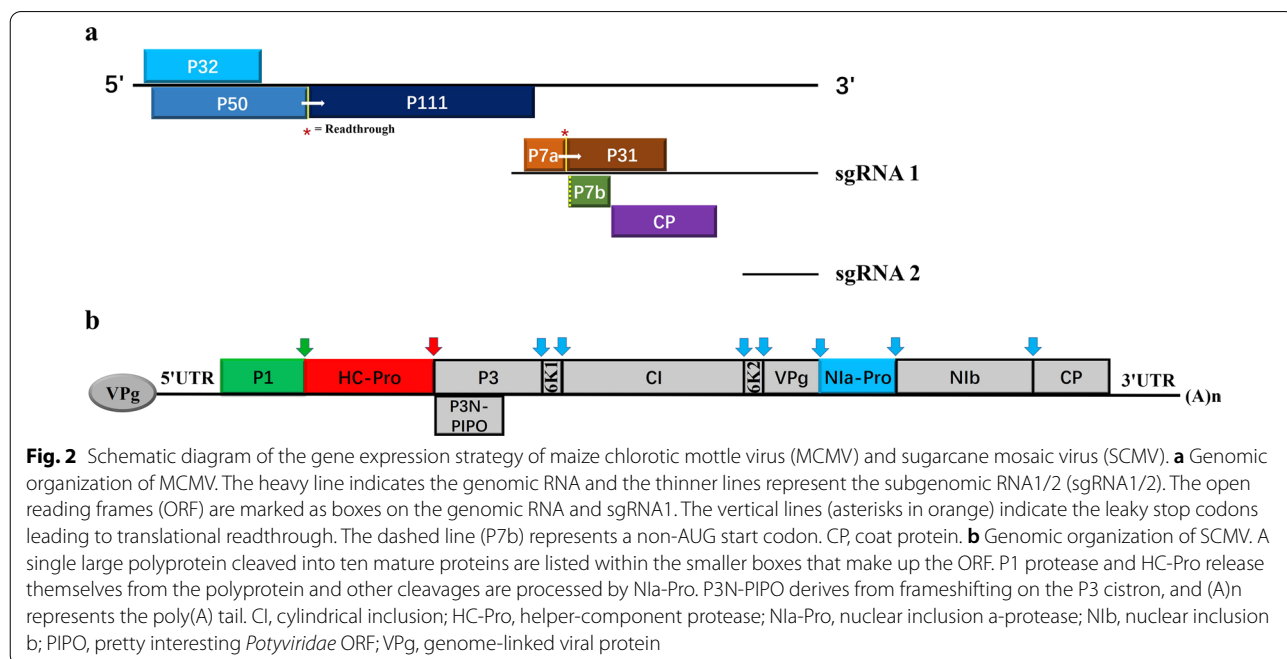 a
P32
5' 3'
P50 P111
* = Readthrough
*
P7a P31
sgRNA 1
P7b
CP
sgRNA 2
b
5'UTR P1 HC-Pro P3 6K1 CI 6K2 VPg NIa-Pro NIb CP 3'UTR
VPg
(A)n
P3N-
PIPO
Fig. 2 Schematic diagram of the gene expression strategy of maize chlorotic mottle virus (MCMV) and sugarcane mosaic virus (SCMV). a Genomic
organization of MCMV. The heavy line indicates the genomic RNA and the thinner lines represent the subgenomic RNA1/2 (sgRNA1/2). The open
reading frames (ORF) are marked as boxes on the genomic RNA and sgRNA1. The vertical lines (asterisks in orange) indicate the leaky stop codons
leading to translational readthrough. The dashed line (P7b) represents a non-AUG start codon. CP, coat protein. b Genomic organization of SCMV. A
single large polyprotein cleaved into ten mature proteins are listed within the smaller boxes that make up the ORF. P1 protease and HC-Pro release
themselves from the polyprotein and other cleavages are processed by NIa-Pro. P3N-PIPO derives from frameshifting on the P3 cistron, and (A)n
represents the poly(A) tail. CI, cylindrical inclusion; HC-Pro, helper-component protease; NIa-Pro, nuclear inclusion a-protease; NIb, nuclear inclusion
b; PIPO, pretty interesting Potyviridae ORF; VPg, genome-linked viral protein